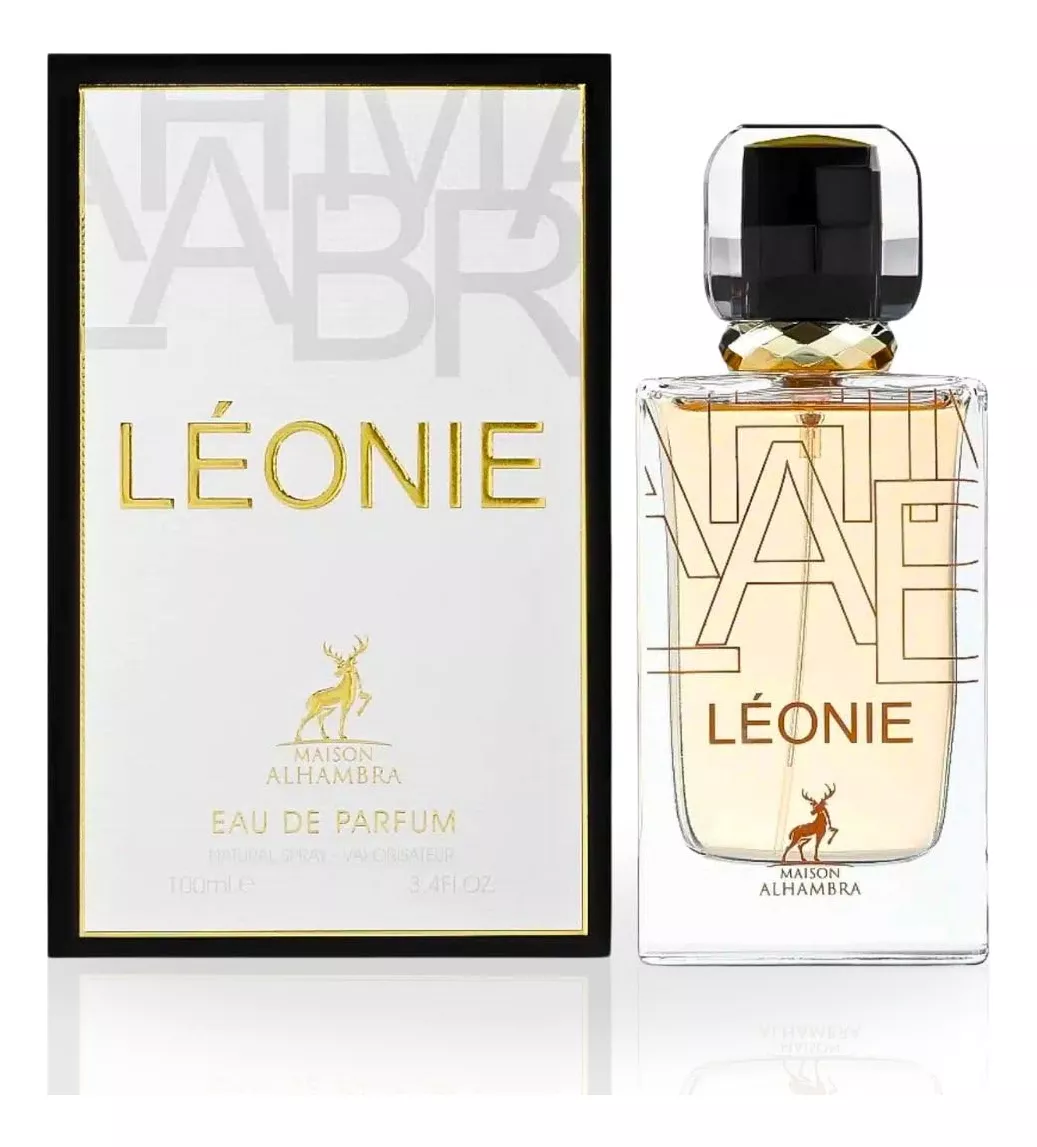 LÉONIE
MAISON
ALHAMBRA
EAU DE PARFUM
NATURAL SPRAY - VAPORISATEUR
100ml e 3.4Fl OZ.
LÉONIE
MAISON
ALHAMBRA